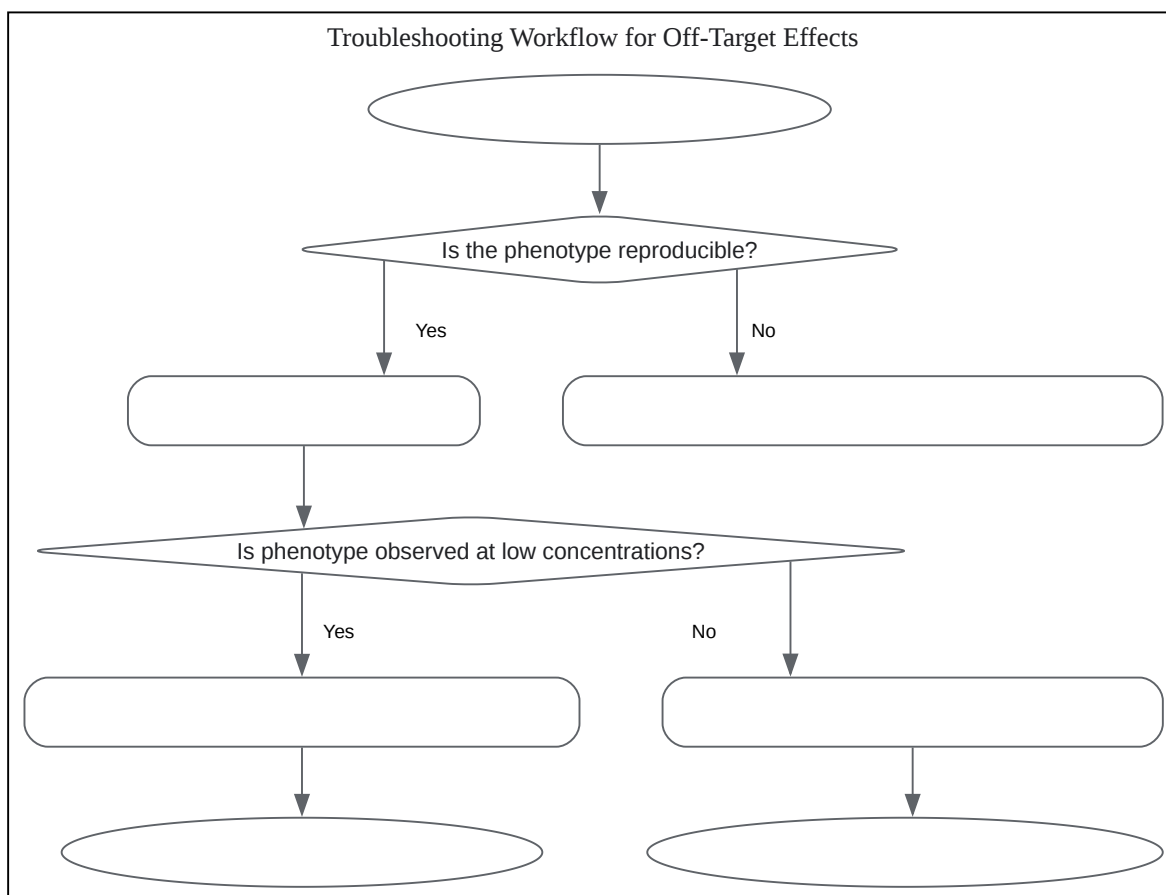 Troubleshooting Workflow for Off-Target Effects
Is the phenotype reproducible?
Yes
No
Is phenotype observed at low concentrations?
Yes
No